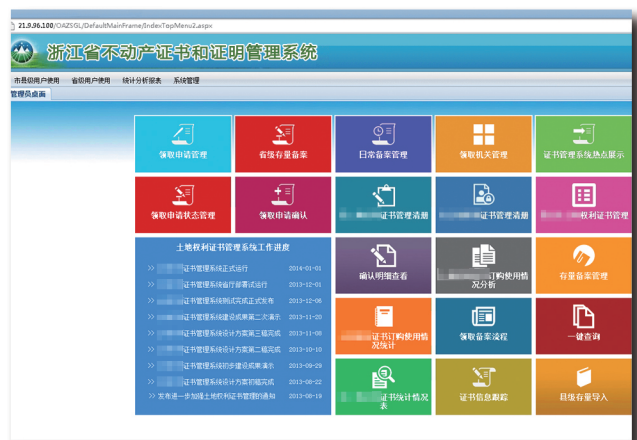 21.9.96.100/OAZSGL/DefaultMainFrame/IndexTopMenu2.aspx
浙江省不动产证书和证明管理系统
市县级用户使用 省级用户使用 统计分析报表 系统管理
管理员桌面
领取申请管理
省级存量备案
日常备案管理
领取机关管理
证书管理系统热点展示
领取申请状态管理
领取申请确认
证书管理清册
证书管理清册
权利证书管理
土地权利证书管理系统工作进度
>> 证书管理系统正式运行 2014-01-01
>> 证书管理系统省厅部署试运行 2013-12-01
>> 证书管理系统测试完成正式发布 2013-12-06
>> 证书管理系统建设成果第二次演示 2013-11-20
>> 证书管理系统设计方案第三稿完成 2013-11-08
>> 证书管理系统设计方案第二稿完成 2013-10-10
>> 证书管理系统初步建设成果演示 2013-09-29
>> 证书管理系统设计方案初稿完成 2013-08-22
>> 发布进一步加强土地权利证书管理的通知 2013-08-19
确认明细查看
订购使用情
况分析
存量备案管理
证书订购使用情
况统计
领取备案流程
一键查询
证书统计情况
表
证书信息跟踪
县级存量导入